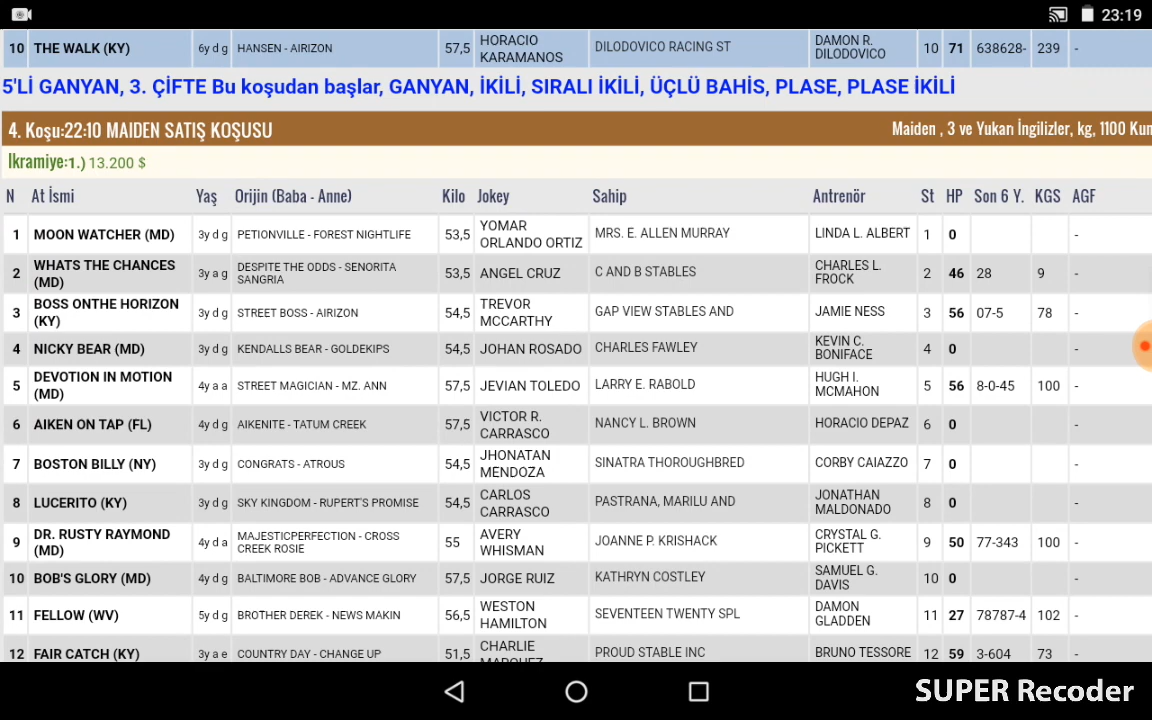 23:19
10 THE WALK (KY) 6y d g HANSEN - AIRIZON 57,5 HORACIO KARAMANOS DILODOVICO RACING ST DAMON R. DILODOVICO 10 71 638628- 239 -
5'Lİ GANYAN, 3. ÇİFTE Bu koşudan başlar, GANYAN, İKİLİ, SIRALI İKİLİ, ÜÇLÜ BAHİS, PLASE, PLASE İKİLİ
4. Koşu:22:10 MAIDEN SATIŞ KOŞUSU Maiden , 3 ve Yukarı İngilizler, kg, 1100 Kum
Ikramiye:1.) 13.200 $
N At İsmi Yaş Orijin (Baba - Anne) Kilo Jokey Sahip Antrenör St HP Son 6 Y. KGS AGF
1 MOON WATCHER (MD) 3y d g PETIONVILLE - FOREST NIGHTLIFE 53,5 YOMAR ORLANDO ORTIZ MRS. E. ALLEN MURRAY LINDA L. ALBERT 1 0 -
2 WHATS THE CHANCES (MD) 3y a g DESPITE THE ODDS - SENORITA SANGRIA 53,5 ANGEL CRUZ C AND B STABLES CHARLES L. FROCK 2 46 28 9 -
3 BOSS ONTHE HORIZON (KY) 3y d g STREET BOSS - AIRIZON 54,5 TREVOR MCCARTHY GAP VIEW STABLES AND JAMIE NESS 3 56 07-5 78 -
4 NICKY BEAR (MD) 3y d g KENDALLS BEAR - GOLDEKIPS 54,5 JOHAN ROSADO CHARLES FAWLEY KEVIN C. BONIFACE 4 0 -
5 DEVOTION IN MOTION (MD) 4y a a STREET MAGICIAN - MZ. ANN 57,5 JEVIAN TOLEDO LARRY E. RABOLD HUGH I. MCMAHON 5 56 8-0-45 100 -
6 AIKEN ON TAP (FL) 4y d g AIKENITE - TATUM CREEK 57,5 VICTOR R. CARRASCO NANCY L. BROWN HORACIO DEPAZ 6 0 -
7 BOSTON BILLY (NY) 3y d g CONGRATS - ATROUS 54,5 JHONATAN MENDOZA SINATRA THOROUGHBRED CORBY CAIAZZO 7 0 -
8 LUCERITO (KY) 3y d g SKY KINGDOM - RUPERT'S PROMISE 54,5 CARLOS CARRASCO PASTRANA, MARILU AND JONATHAN MALDONADO 8 0 -
9 DR. RUSTY RAYMOND (MD) 4y d a MAJESTICPERFECTION - CROSS CREEK ROSIE 55 AVERY WHISMAN JOANNE P. KRISHACK CRYSTAL G. PICKETT 9 50 77-343 100 -
10 BOB'S GLORY (MD) 4y d g BALTIMORE BOB - ADVANCE GLORY 57,5 JORGE RUIZ KATHRYN COSTLEY SAMUEL G. DAVIS 10 0 -
11 FELLOW (WV) 5y d g BROTHER DEREK - NEWS MAKIN 56,5 WESTON HAMILTON SEVENTEEN TWENTY SPL DAMON GLADDEN 11 27 78787-4 102 -
12 FAIR CATCH (KY) 3y a e COUNTRY DAY - CHANGE UP 51,5 CHARLIE MARQUEZ PROUD STABLE INC BRUNO TESSORE 12 59 3-604 73 -
SUPER Recoder